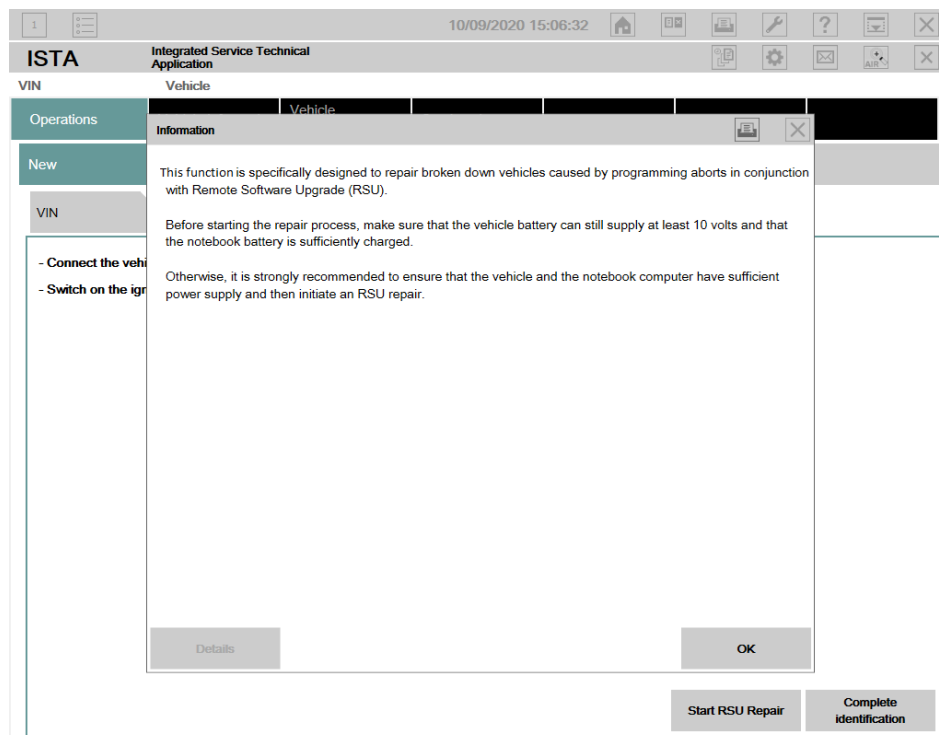 1
10/09/2020 15:06:32
?
ISTA
Integrated Service Technical
Application
AIR
VIN
Vehicle
Operations
Vehicle
Information
New
This function is specifically designed to repair broken down vehicles caused by programming aborts in conjunction
with Remote Software Upgrade (RSU).
VIN
Before starting the repair process, make sure that the vehicle battery can still supply at least 10 volts and that
the notebook battery is sufficiently charged.
- Connect the vehi
Otherwise, it is strongly recommended to ensure that the vehicle and the notebook computer have sufficient
- Switch on the ign
power supply and then initiate an RSU repair.
Details
OK
Start RSU Repair
Complete
identification